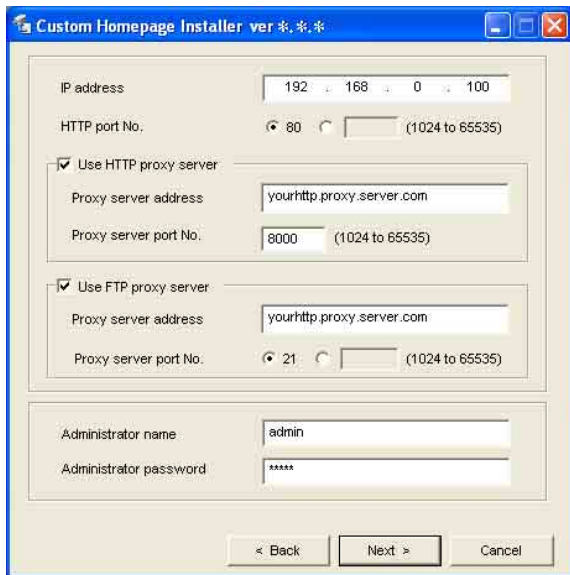 Custom Homepage Installer ver *.*.*
IP address 192 . 168 . 0 . 100
HTTP port No. 80 (1024 to 65535)
Use HTTP proxy server
Proxy server address yourhttp.proxy.server.com
Proxy server port No. 8000 (1024 to 65535)
Use FTP proxy server
Proxy server address yourhttp.proxy.server.com
Proxy server port No. 21 (1024 to 65535)
Administrator name admin
Administrator password *****
< Back Next > Cancel